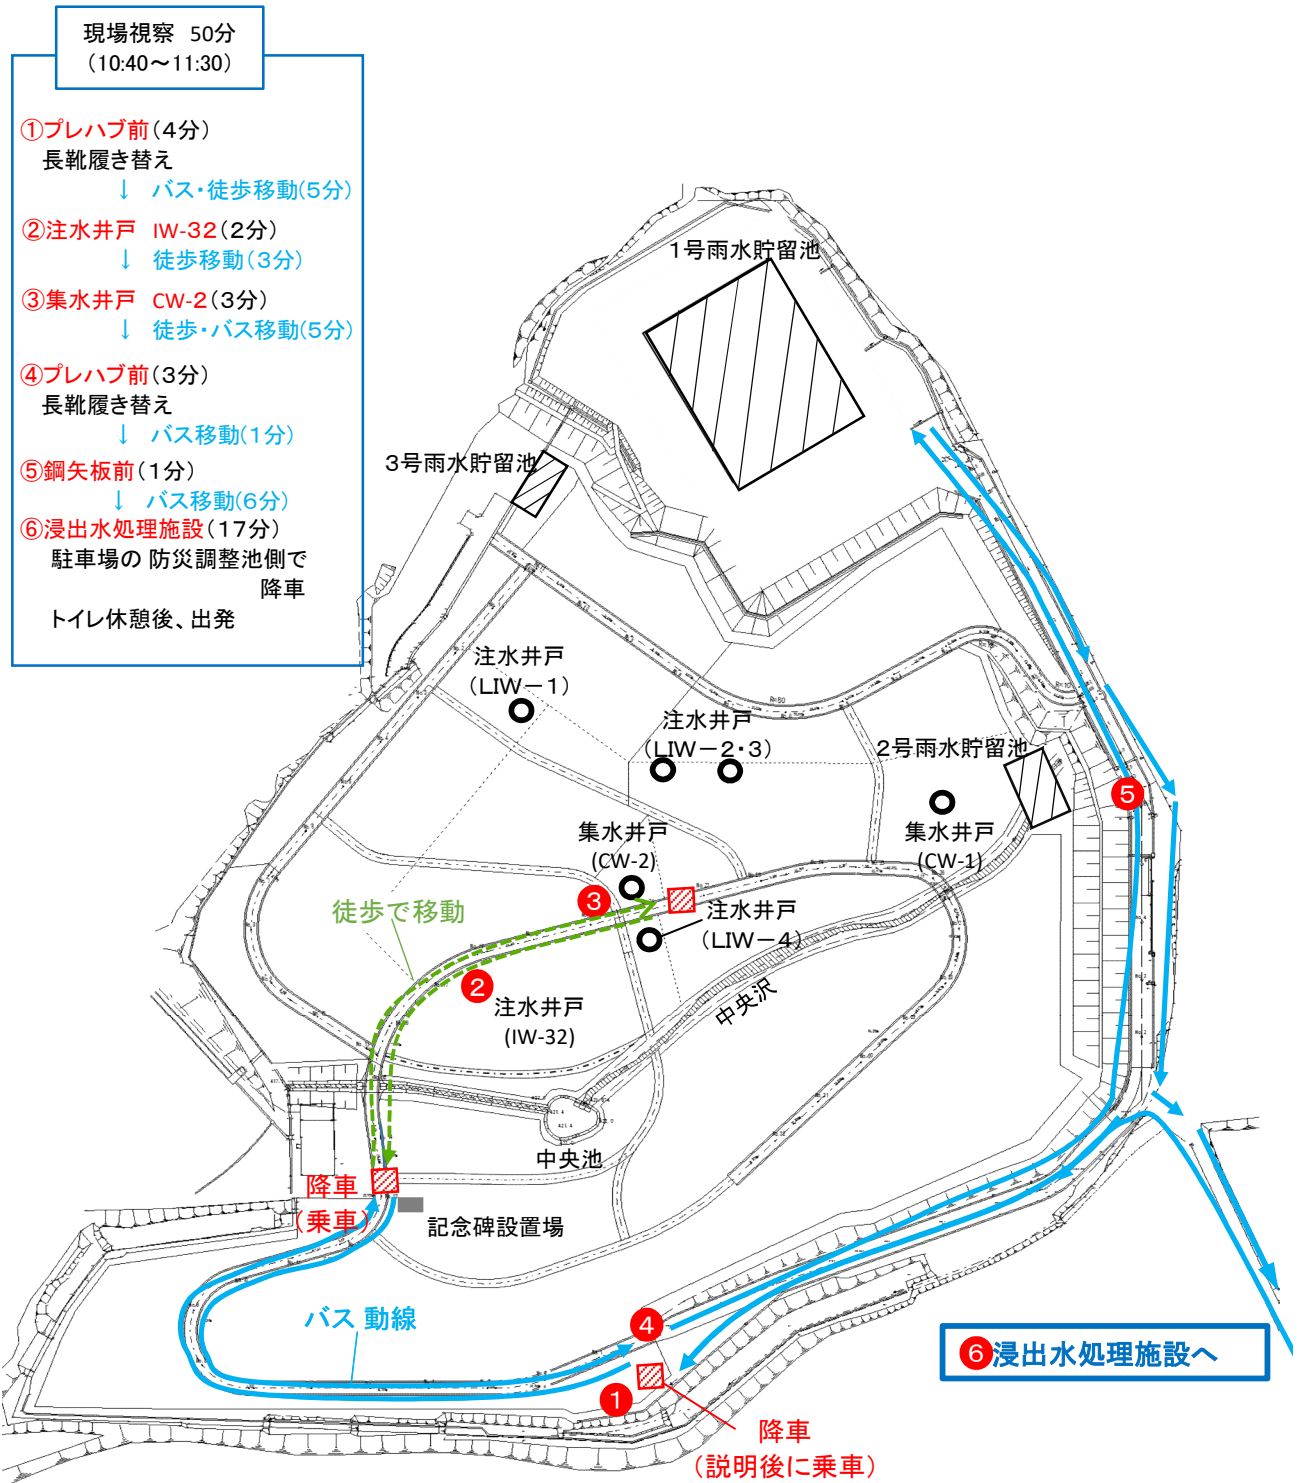 現場視察 50分
（10:40～11:30）
①プレハブ前（4分）
長靴履き替え
↓ バス・徒歩移動(5分)
②注水井戸 IW-32（2分）
↓ 徒歩移動（3分）
③集水井戸 CW-2（3分）
↓ 徒歩・バス移動(5分)
④プレハブ前（3分）
長靴履き替え
↓ バス移動(1分)
⑤鋼矢板前（1分）
↓ バス移動(6分)
⑥浸出水処理施設（17分）
駐車場の 防災調整池側で
降車
トイレ休憩後、出発
1号雨水貯留池
3号雨水貯留池
注水井戸
（LIW－1）
注水井戸
（LIW－2・3）
2号雨水貯留池
⑤
集水井戸
(CW-2)
集水井戸
(CW-1)
③
徒歩で移動
注水井戸
（LIW－4）
②
注水井戸
(IW-32)
中央沢
中央池
降車
（乗車）
記念碑設置場
バス 動線
④
⑥浸出水処理施設へ
①
降車
（説明後に乗車）